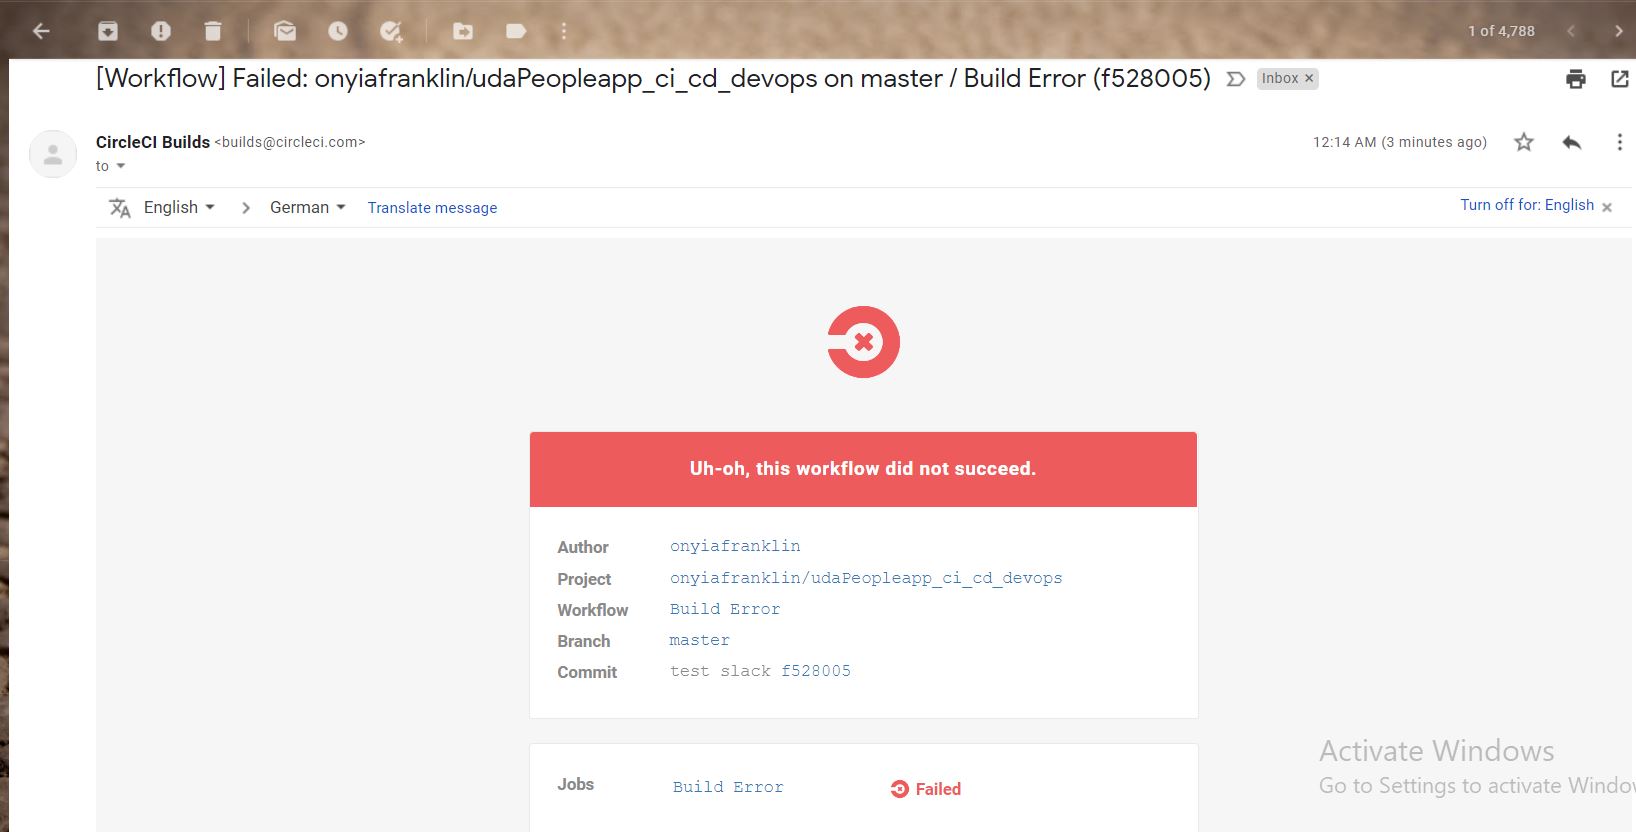 1 of 4,788
[Workflow] Failed: onyiafranklin/udaPeopleapp_ci_cd_devops on master / Build Error (f528005) Inbox ×
CircleCI Builds <builds@circleci.com> 12:14 AM (3 minutes ago)
to
English > German Translate message Turn off for: English ×
Uh-oh, this workflow did not succeed.
Author onyiafranklin
Project onyiafranklin/udaPeopleapp_ci_cd_devops
Workflow Build Error
Branch master
Commit test slack f528005
Activate Windows
Go to Settings to activate Windo
Jobs Build Error Failed